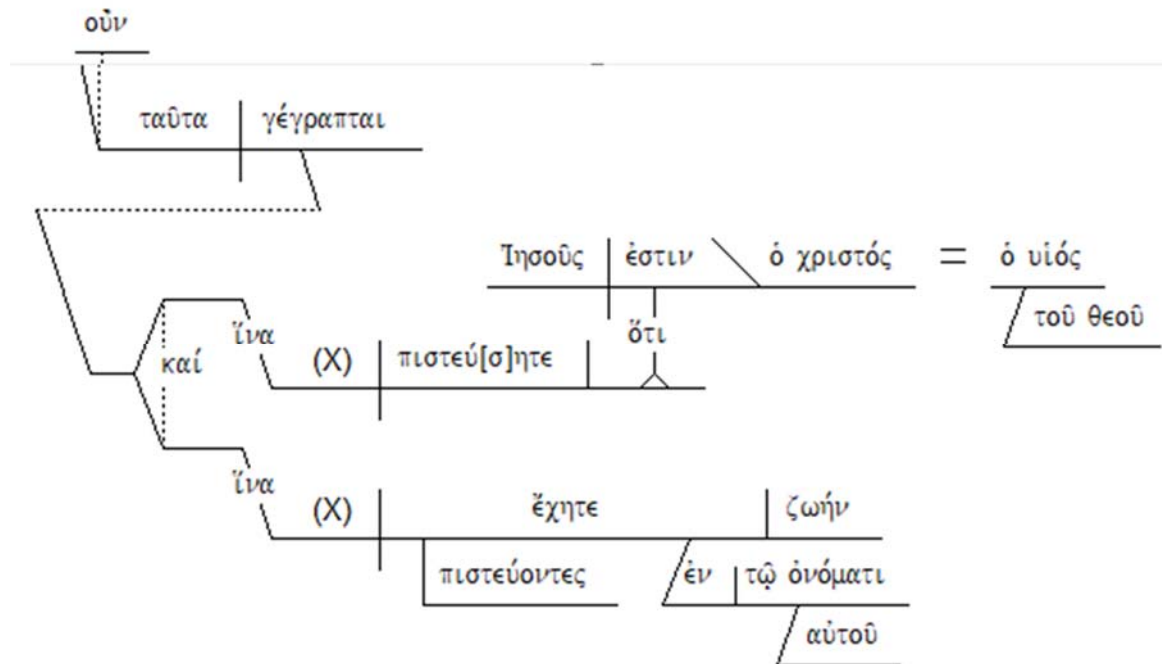 οὖν
ταῦτα γέγραπται
Ἰησοῦς ἐστιν ὁ χριστός = ὁ υἱός
τοῦ θεοῦ
ὅτι
ἵνα
καί
(X) πιστεύ[σ]ητε
ἵνα
(X) ἔχητε ζωήν
πιστεύοντες ἐν τῷ ὀνόματι
αὐτοῦ